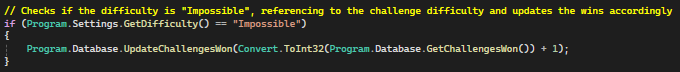 // Checks if the difficulty is "Impossible", referencing to the challenge difficulty and updates the wins accordingly
if (Program.Settings.GetDifficulty() == "Impossible")
{
    Program.Database.UpdateChallengesWon(Convert.ToInt32(Program.Database.GetChallengesWon()) + 1);
}